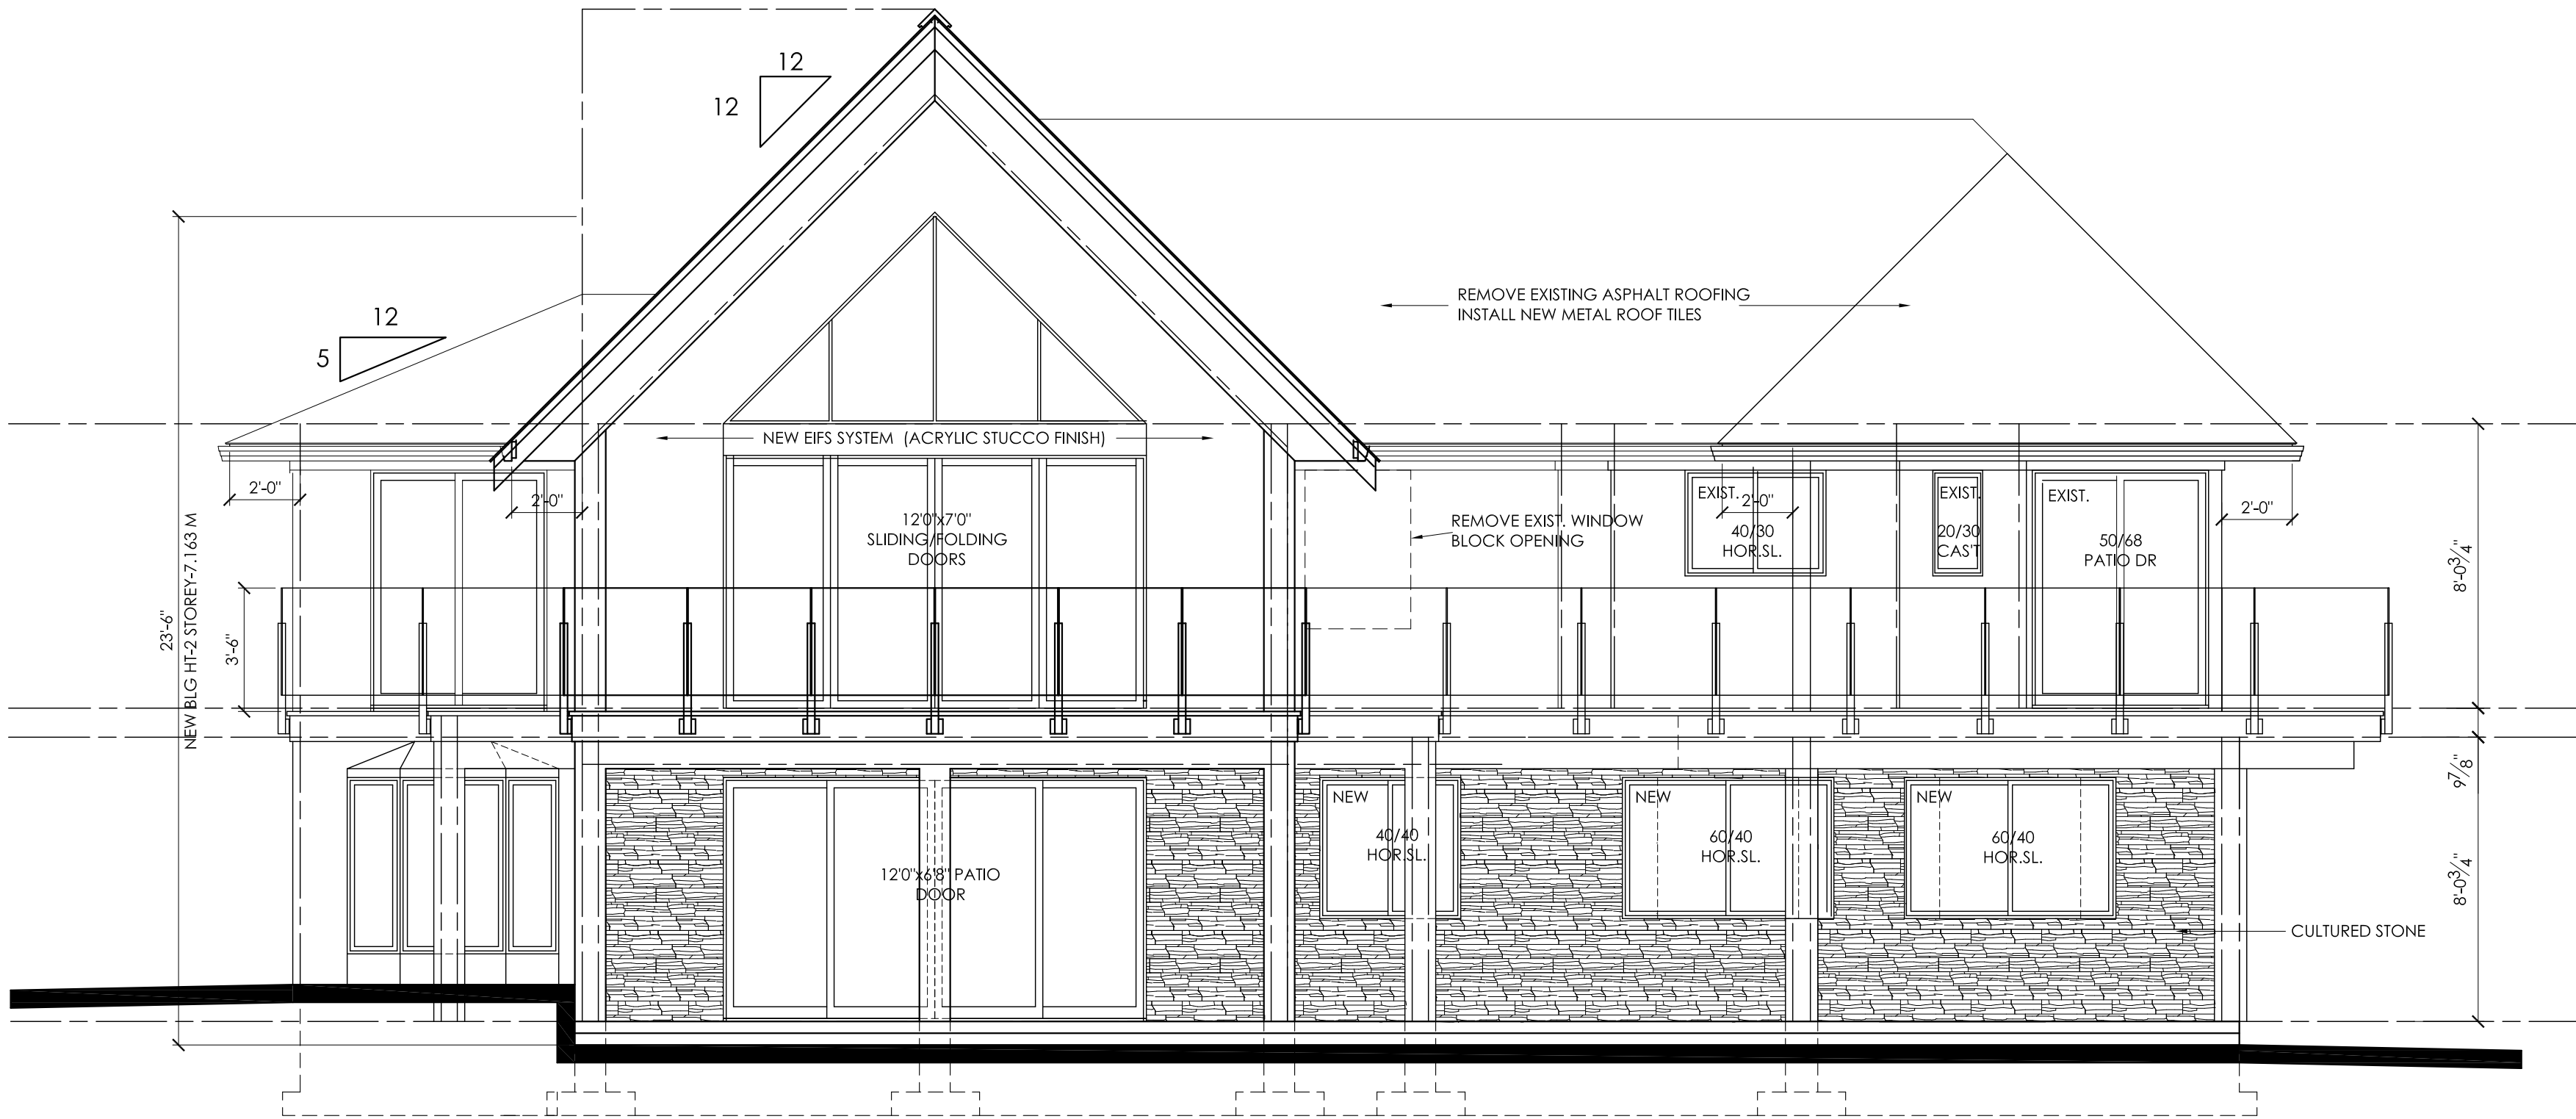 12
12
12
5
REMOVE EXISTING ASPHALT ROOFING
INSTALL NEW METAL ROOF TILES
NEW EIFS SYSTEM (ACRYLIC STUCCO FINISH)
2'-0"
2'-0"
12'0"x7'0"
SLIDING/FOLDING
DOORS
REMOVE EXIST. WINDOW
BLOCK OPENING
EXIST.
2'-0"
40/30
HOR.SL.
EXIST.
20/30
CAS'T
EXIST.
50/68
PATIO DR
2'-0"
8'-0 3/4"
23'-6"
NEW BLG HT-2 STOREY-7.163 M
3'-6"
9 7/8"
8'-0 3/4"
12'0"x6'8" PATIO
DOOR
NEW
40/40
HOR.SL.
NEW
60/40
HOR.SL.
NEW
60/40
HOR.SL.
CULTURED STONE